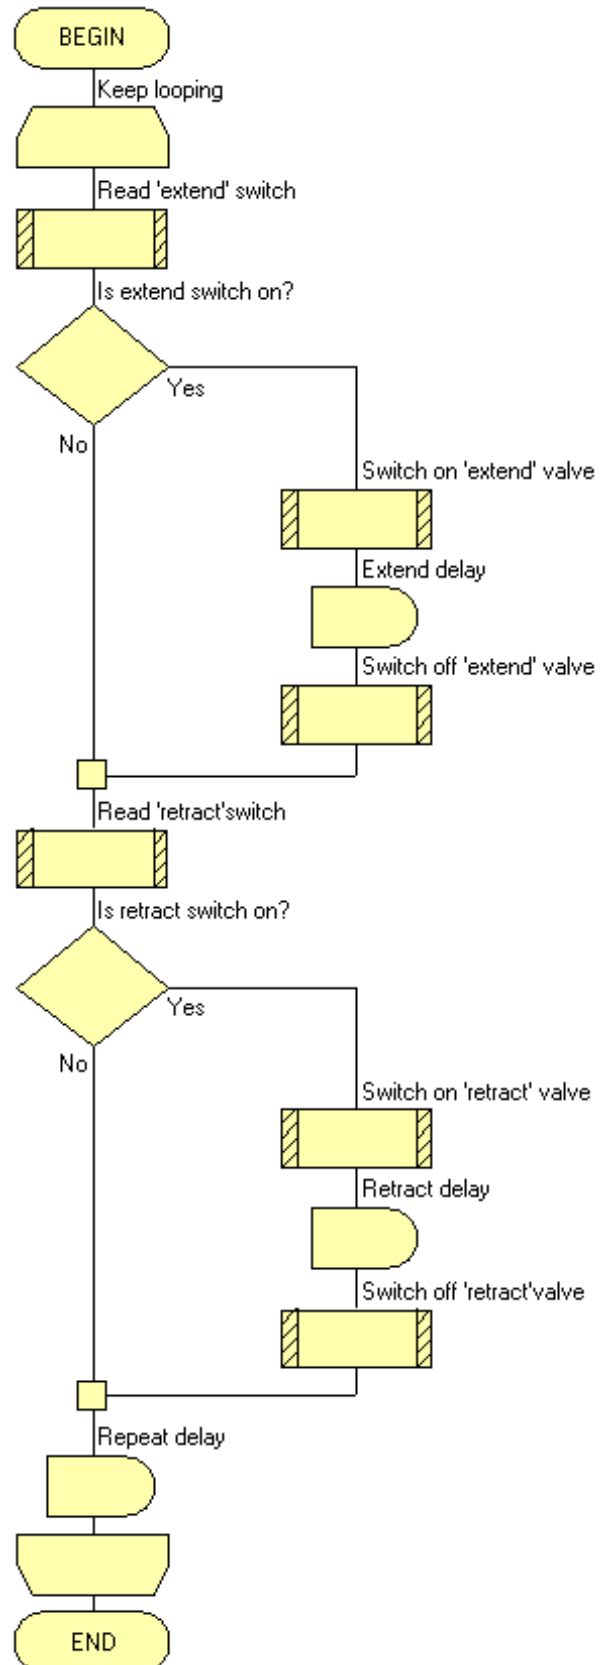 BEGIN
Keep looping
Read 'extend' switch
Is extend switch on?
Yes
No
Switch on 'extend' valve
Extend delay
Switch off 'extend' valve
Read 'retract'switch
Is retract switch on?
Yes
No
Switch on 'retract' valve
Retract delay
Switch off 'retract'valve
Repeat delay
END